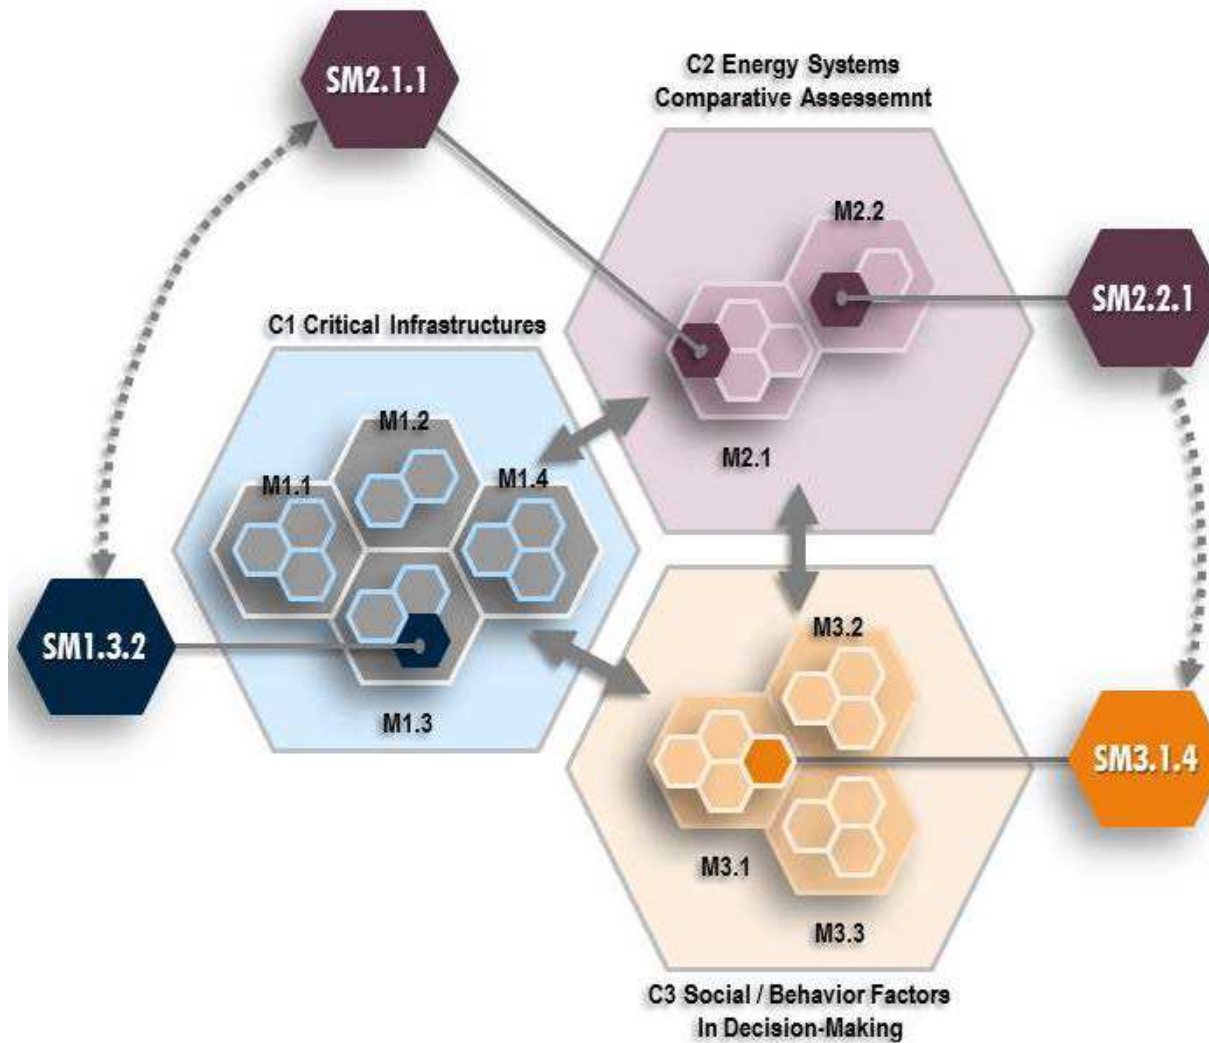 SM2.1.1
C2 Energy Systems
Comparative Assessemnt
M2.2
SM2.2.1
C1 Critical Infrastructures
M1.2
M2.1
M1.1
M1.4
SM1.3.2
M3.2
M1.3
SM3.1.4
M3.1
M3.3
C3 Social / Behavior Factors
In Decision-Making